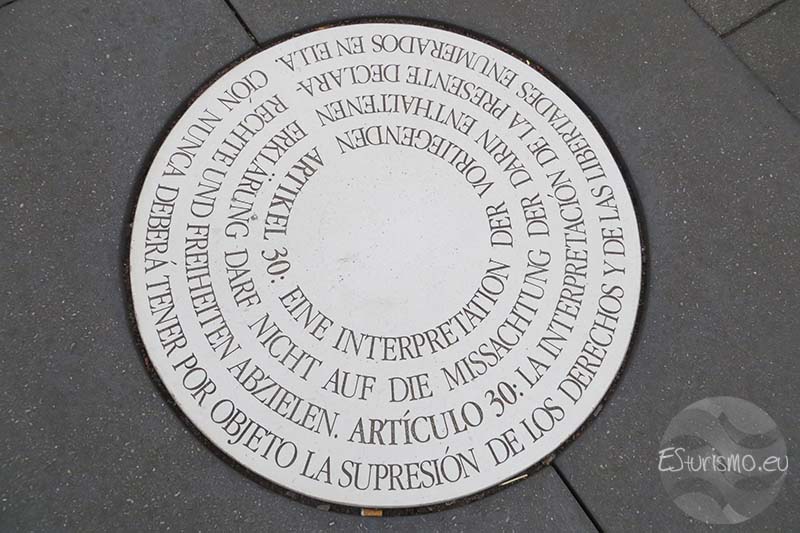 ARTIKEL 30: EINE INTERPRETATION DER VORLIEGENDEN
ERKLÄRUNG DARF NICHT AUF DIE MISSACHTUNG DER DARIN ENTHALTENEN
RECHTE UND FREIHEITEN ABZIELEN. ARTÍCULO 30: LA INTERPRETACIÓN DE LA PRESENTE DECLARA-
CIÓN NUNCA DEBERÁ TENER POR OBJETO LA SUPRESIÓN DE LOS DERECHOS Y DE LAS LIBERTADES ENUMERADOS EN ELLA.
ESturismo.eu